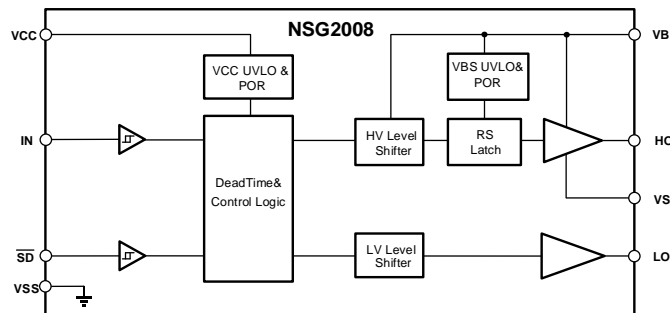 NSG2008
VCC
VB
VCC UVLO &
POR
VBS UVLO&
POR
IN
HV Level
Shifter
RS
Latch
HO
DeadTime&
Control Logic
VS
SD
LV Level
Shifter
LO
VSS